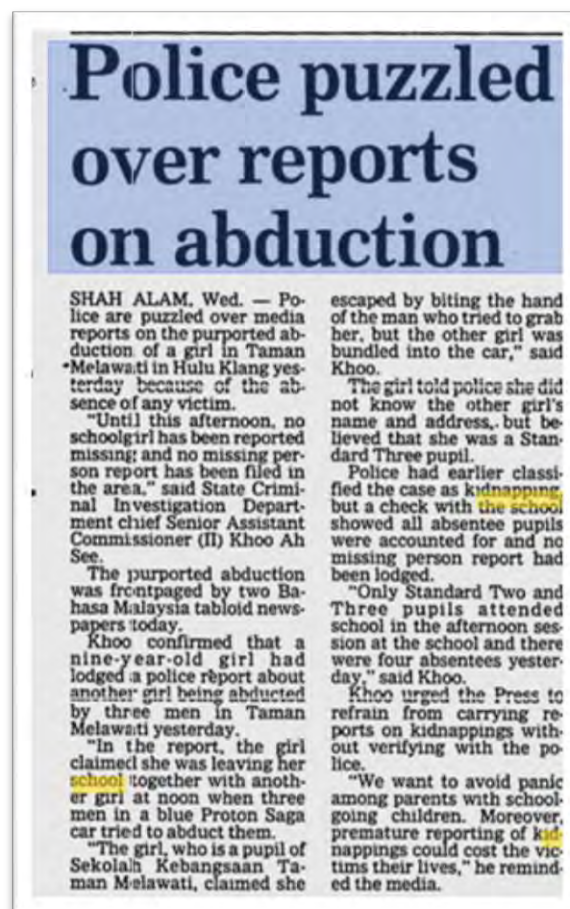 Police puzzled
over reports
on abduction
SHAH ALAM, Wed. — Po-
lice are puzzled over media
reports on the purported ab-
duction of a girl in Taman
Melawati in Hulu Klang yes-
terday because of the ab-
sence of any victim.
"Until this afternoon, no
schoolgirl has been reported
missing and no missing per-
son report has been filed in
the area," said State Crimi-
nal Investigation Depart-
ment chief Senior Assistant
Commissioner (II) Khoo Ah
See.
The purported abduction
was frontpaged by two Ba-
hasa Malaysia tabloid news-
papers today.
Khoo confirmed that a
nine-year-old girl had
lodged a police report about
another girl being abducted
by three men in Taman
Melawati yesterday.
"In the report, the girl
claimed she was leaving her
school together with anoth-
er girl at noon when three
men in a blue Proton Saga
car tried to abduct them.
"The girl, who is a pupil of
Sekolah Kebangsaan Ta-
man Melawati, claimed she
escaped by biting the hand
of the man who tried to grab
her, but the other girl was
bundled into the car," said
Khoo.
The girl told police she did
not know the other girl's
name and address, but be-
lieved that she was a Stan-
dard Three pupil.
Police had earlier classi-
fied the case as kidnapping,
but a check with the school
showed all absentee pupils
were accounted for and no
missing person report had
been lodged.
"Only Standard Two and
Three pupils attended
school in the afternoon ses-
sion at the school and there
were four absentees yester-
day," said Khoo.
Khoo urged the Press to
refrain from carrying re-
ports on kidnappings with-
out verifying with the po-
lice.
"We want to avoid panic
among parents with school-
going children. Moreover,
premature reporting of kid-
nappings could cost the vic-
tims their lives," he remind-
ed the media.